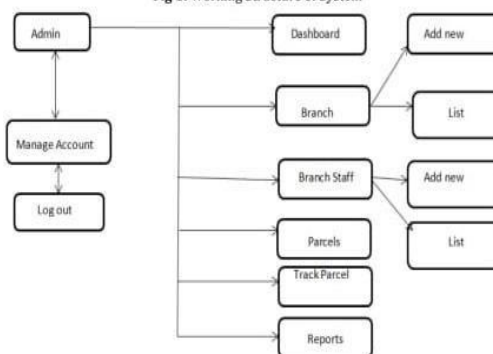 Admin
Dashboard
Add new
Branch
List
Manage Account
Branch Staff
Add new
Log out
List
Parcels
Track Parcel
Reports